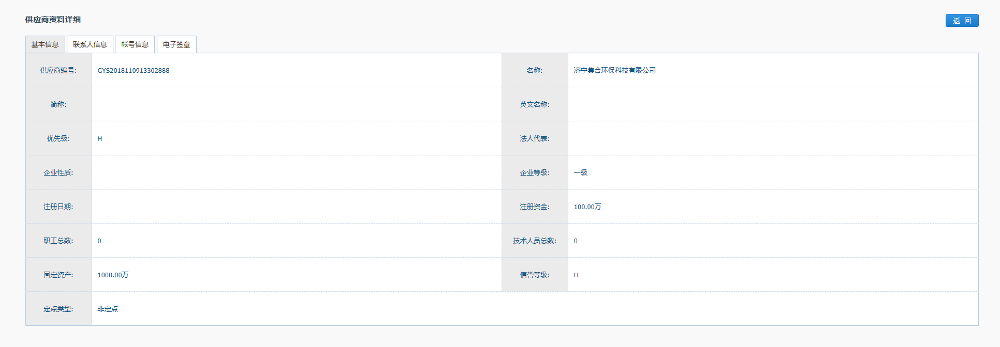 供应商资料详细
返 回
基本信息 联系人信息 帐号信息 电子签章
供应商编号: GYS2018110913302888 名称: 济宁集合环保科技有限公司
简称: 英文名称:
优先级: H 法人代表:
企业性质: 企业等级: 一级
注册日期: 注册资金: 100.00万
职工总数: 0 技术人员总数: 0
固定资产: 1000.00万 信誉等级: H
定点类型: 非定点